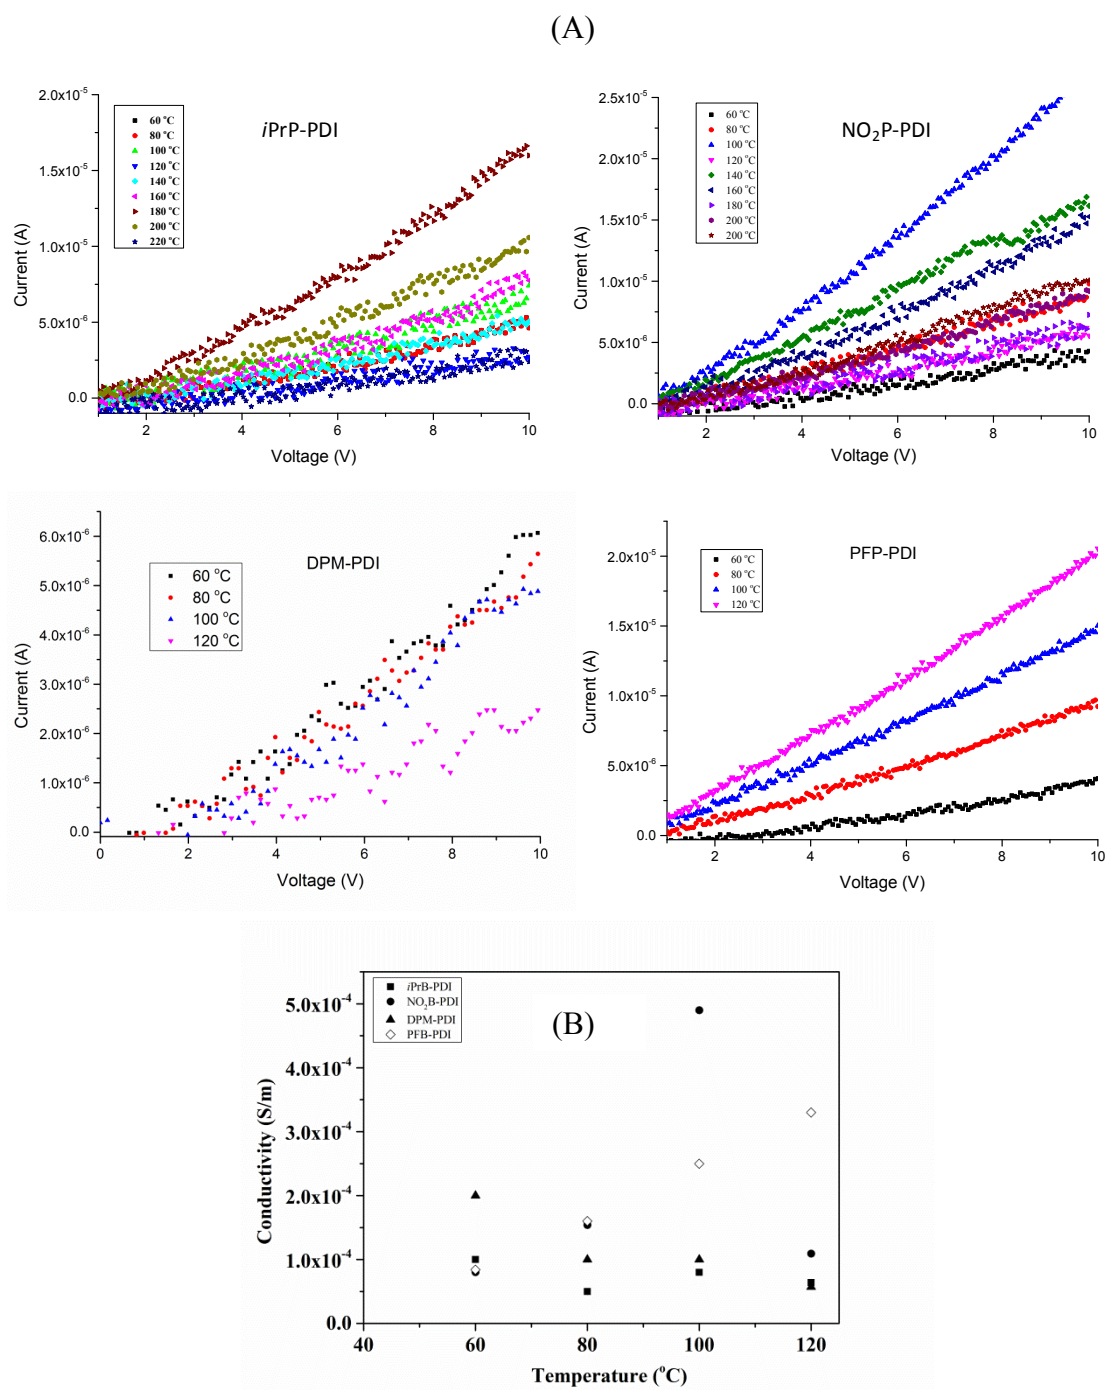 (A)
iPrP-PDI
60 °C
80 °C
100 °C
120 °C
140 °C
160 °C
180 °C
200 °C
220 °C
2.0x10⁻⁵
1.5x10⁻⁵
1.0x10⁻⁵
5.0x10⁻⁶
0.0
Current (A)
2 4 6 8 10
Voltage (V)
NO₂P-PDI
60 °C
80 °C
100 °C
120 °C
140 °C
160 °C
180 °C
200 °C
200 °C
2.5x10⁻⁵
2.0x10⁻⁵
1.5x10⁻⁵
1.0x10⁻⁵
5.0x10⁻⁶
0.0
Current (A)
2 4 6 8 10
Voltage (V)
DPM-PDI
60 °C
80 °C
100 °C
120 °C
6.0x10⁻⁶
5.0x10⁻⁶
4.0x10⁻⁶
3.0x10⁻⁶
2.0x10⁻⁶
1.0x10⁻⁶
0.0
Current (A)
0 2 4 6 8 10
Voltage (V)
PFP-PDI
60 °C
80 °C
100 °C
120 °C
2.0x10⁻⁵
1.5x10⁻⁵
1.0x10⁻⁵
5.0x10⁻⁶
0.0
Current (A)
2 4 6 8 10
Voltage (V)
(B)
iPrB-PDI
NO₂B-PDI
DPM-PDI
PFB-PDI
5.0x10⁻⁴
4.0x10⁻⁴
3.0x10⁻⁴
2.0x10⁻⁴
1.0x10⁻⁴
0.0
Conductivity (S/m)
40 60 80 100 120
Temperature (°C)